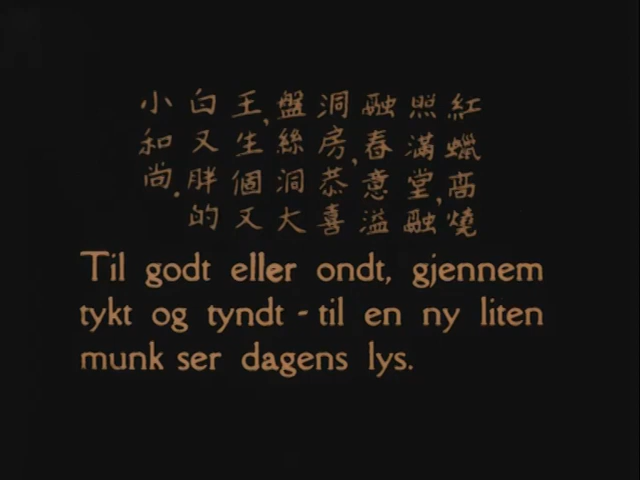 紅蠟高燒
照滿堂,融
融春意溢
洞房,恭喜
盤絲洞大
王,生個又
白又胖的
小和尚.
Til godt eller ondt, gjennem
tykt og tyndt - til en ny liten
munk ser dagens lys.